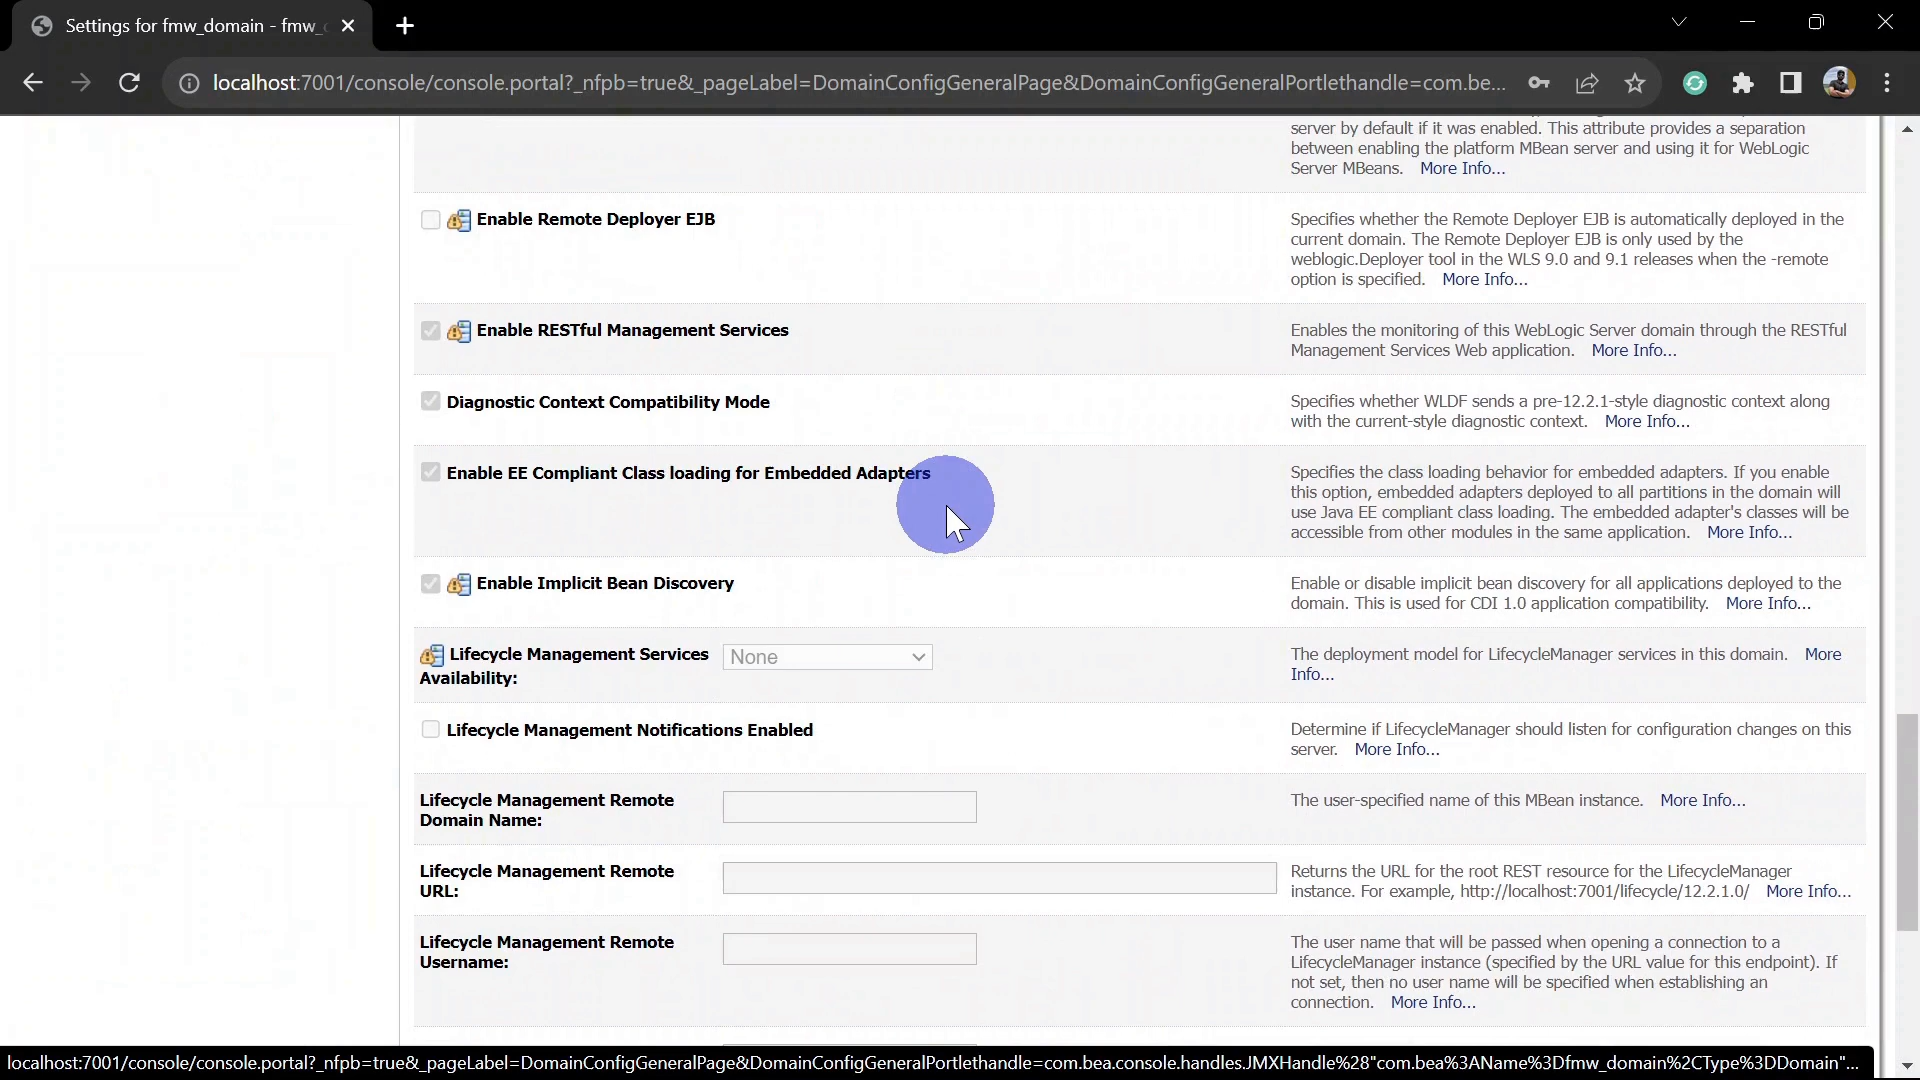 Settings for fmw_domain - fmw_
localhost:7001/console/console.portal?_nfpb=true&_pageLabel=DomainConfigGeneralPage&DomainConfigGeneralPortlethandle=com.be...
server by default if it was enabled. This attribute provides a separation
between enabling the platform MBean server and using it for WebLogic
Server MBeans. More Info...
Enable Remote Deployer EJB
Specifies whether the Remote Deployer EJB is automatically deployed in the
current domain. The Remote Deployer EJB is only used by the
weblogic.Deployer tool in the WLS 9.0 and 9.1 releases when the -remote
option is specified. More Info...
Enable RESTful Management Services
Enables the monitoring of this WebLogic Server domain through the RESTful
Management Services Web application. More Info...
Diagnostic Context Compatibility Mode
Specifies whether WLDF sends a pre-12.2.1-style diagnostic context along
with the current-style diagnostic context. More Info...
Enable EE Compliant Class loading for Embedded Adapters
Specifies the class loading behavior for embedded adapters. If you enable
this option, embedded adapters deployed to all partitions in the domain will
use Java EE compliant class loading. The embedded adapter's classes will be
accessible from other modules in the same application. More Info...
Enable Implicit Bean Discovery
Enable or disable implicit bean discovery for all applications deployed to the
domain. This is used for CDI 1.0 application compatibility. More Info...
Lifecycle Management Services
Availability:
None
The deployment model for LifecycleManager services in this domain. More
Info...
Lifecycle Management Notifications Enabled
Determine if LifecycleManager should listen for configuration changes on this
server. More Info...
Lifecycle Management Remote
Domain Name:
The user-specified name of this MBean instance. More Info...
Lifecycle Management Remote
URL:
Returns the URL for the root REST resource for the LifecycleManager
instance. For example, http://localhost:7001/lifecycle/12.2.1.0/ More Info...
Lifecycle Management Remote
Username:
The user name that will be passed when opening a connection to a
LifecycleManager instance (specified by the URL value for this endpoint). If
not set, then no user name will be specified when establishing an
connection. More Info...
localhost:7001/console/console.portal?_nfpb=true&_pageLabel=DomainConfigGeneralPage&DomainConfigGeneralPortlethandle=com.bea.console.handles.JMXHandle%28"com.bea%3AName%3Dfmw_domain%2CType%3DDomain"...